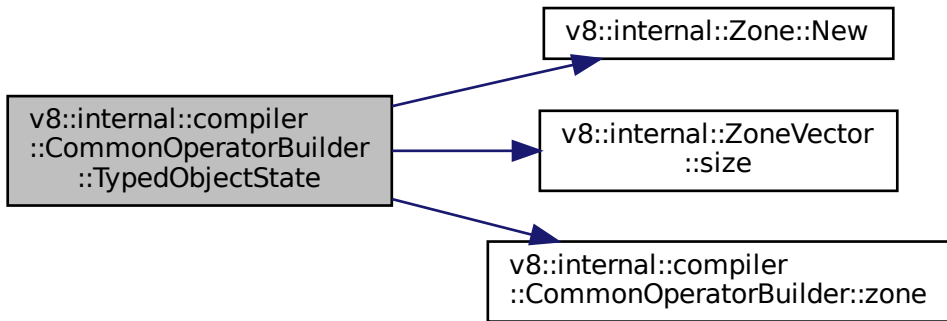 v8::internal::Zone::New
v8::internal::compiler
::CommonOperatorBuilder
::TypedObjectState
v8::internal::ZoneVector
::size
v8::internal::compiler
::CommonOperatorBuilder::zone